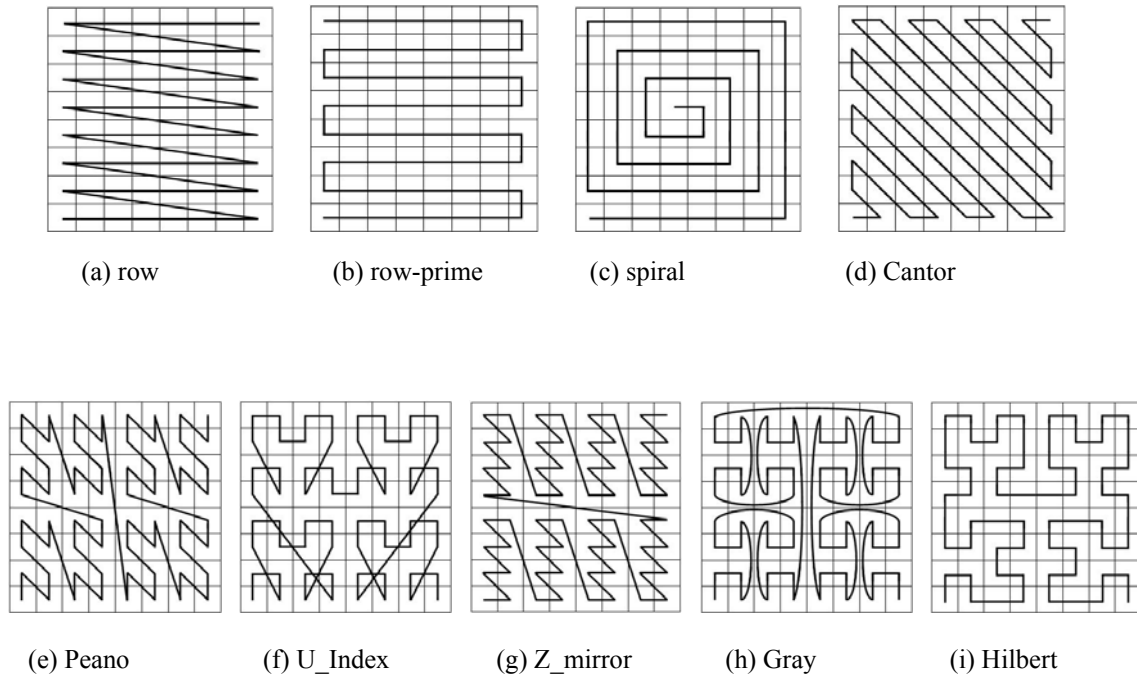 (a) row (b) row-prime (c) spiral (d) Cantor
(e) Peano (f) U_Index (g) Z_mirror (h) Gray (i) Hilbert